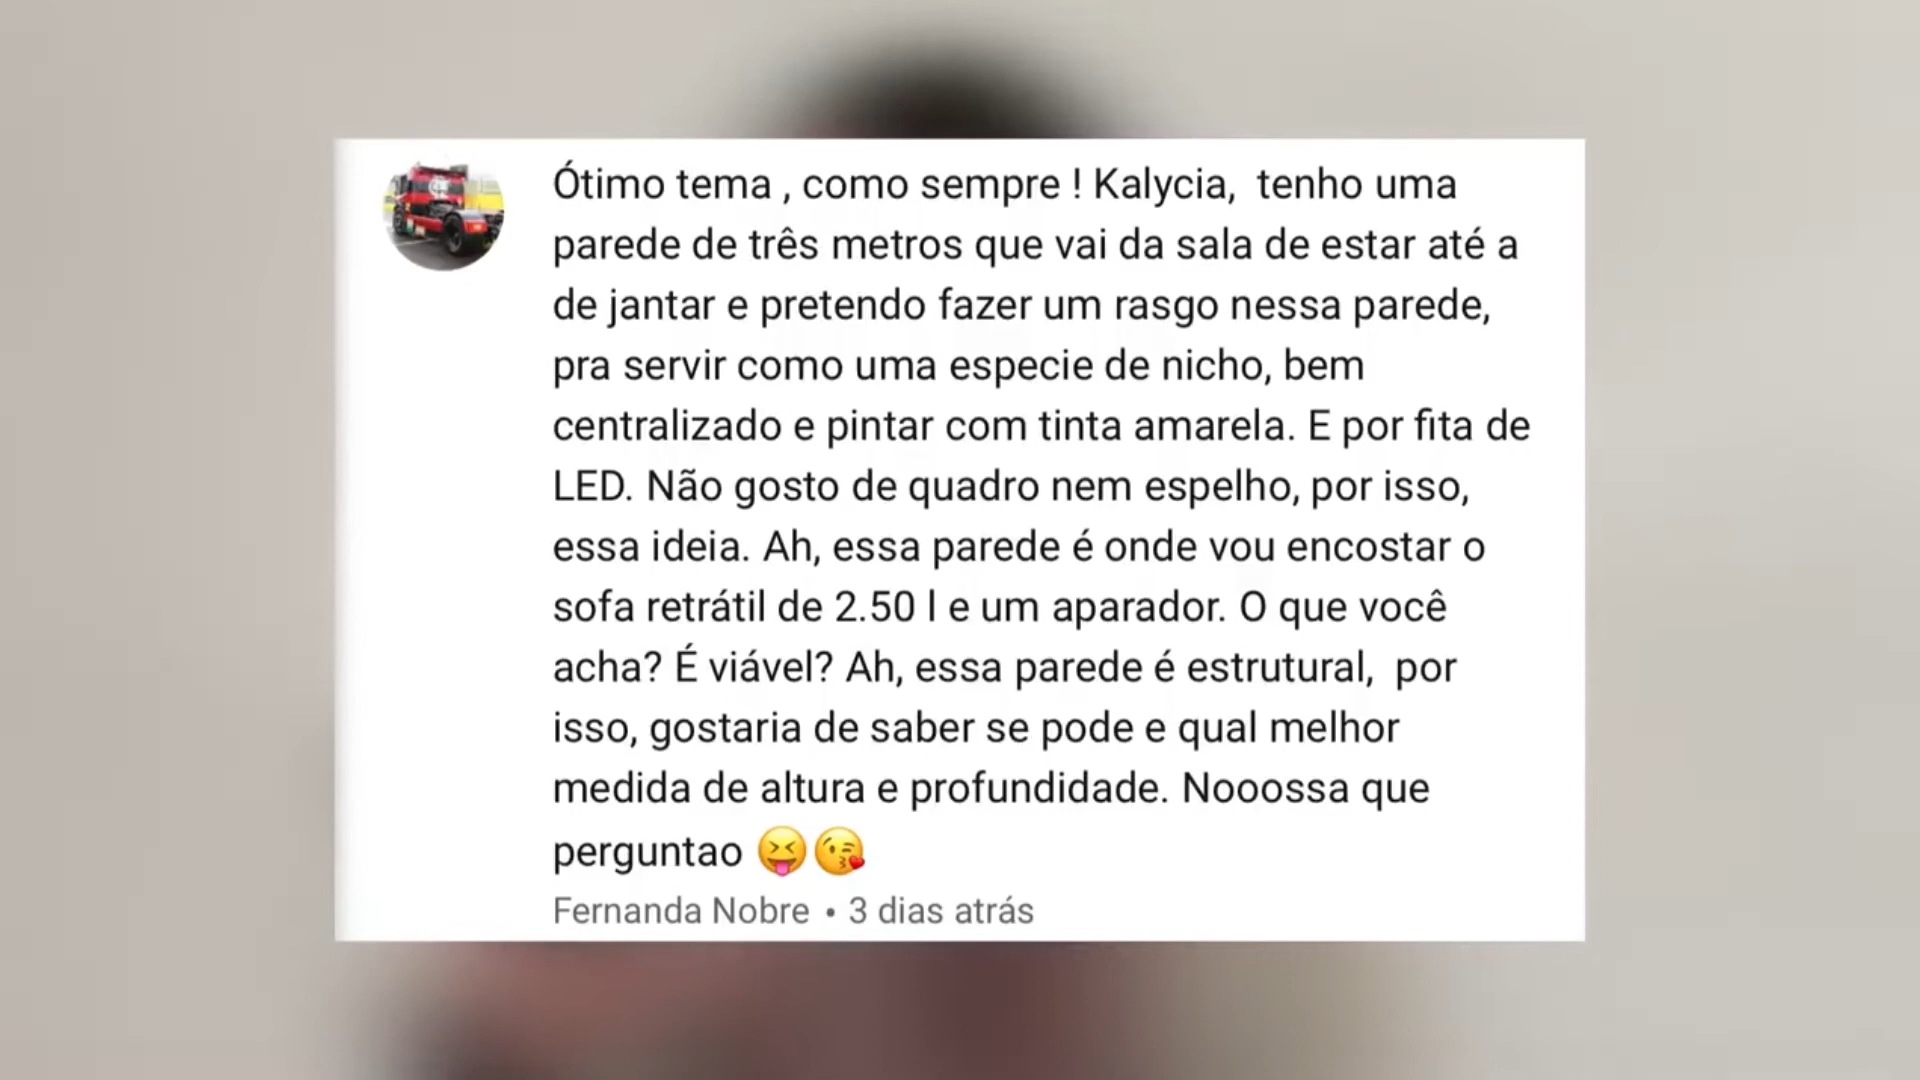 Ótimo tema , como sempre ! Kalycia,  tenho uma
parede de três metros que vai da sala de estar até a
de jantar e pretendo fazer um rasgo nessa parede,
pra servir como uma especie de nicho, bem
centralizado e pintar com tinta amarela. E por fita de
LED. Não gosto de quadro nem espelho, por isso,
essa ideia. Ah, essa parede é onde vou encostar o
sofa retrátil de 2.50 l e um aparador. O que você
acha? É viável? Ah, essa parede é estrutural,  por
isso, gostaria de saber se pode e qual melhor
medida de altura e profundidade. Nooossa que
perguntao 😝😘
Fernanda Nobre • 3 dias atrás